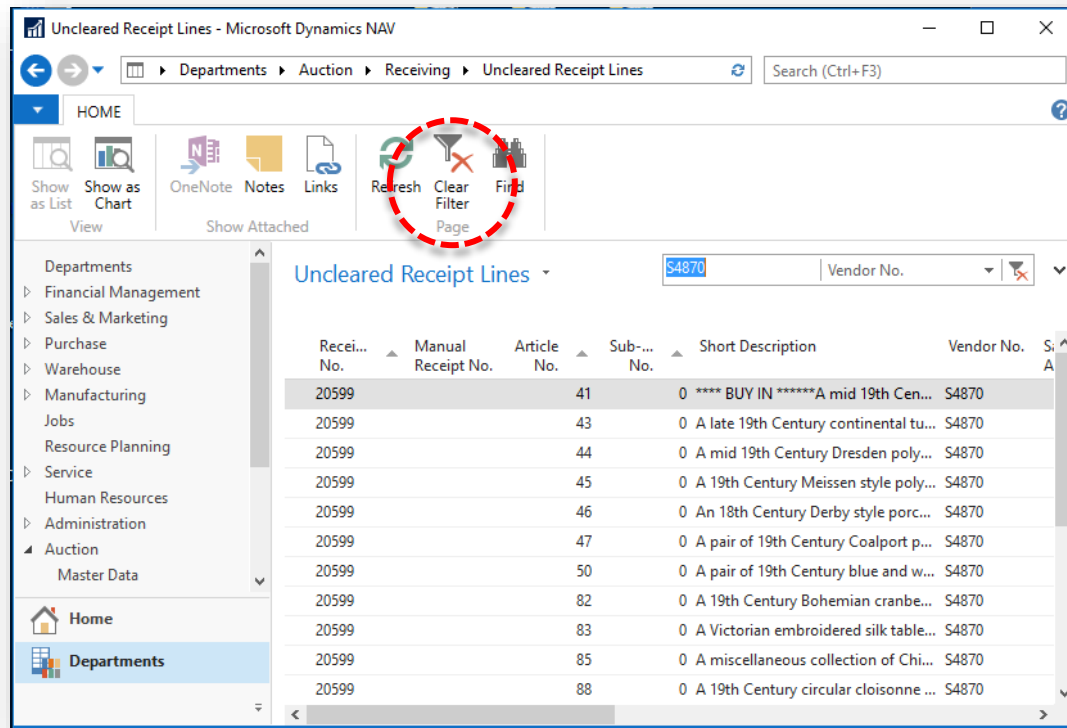 Uncleared Receipt Lines - Microsoft Dynamics NAV
Departments Auction Receiving Uncleared Receipt Lines Search (Ctrl+F3)
HOME
Show as List
Show as Chart
OneNote
Notes
Links
Refresh
Clear Filter
Find
View
Show Attached
Page
Departments
Financial Management
Sales & Marketing
Purchase
Warehouse
Manufacturing
Jobs
Resource Planning
Service
Human Resources
Administration
Auction
Master Data
Home
Departments
Uncleared Receipt Lines
S4870 Vendor No.
Recei... No.
Manual Receipt No.
Article No.
Sub-... No.
Short Description
Vendor No.
20599 41 0 **** BUY IN ******A mid 19th Cen... S4870
20599 43 0 A late 19th Century continental tu... S4870
20599 44 0 A mid 19th Century Dresden poly... S4870
20599 45 0 A 19th Century Meissen style poly... S4870
20599 46 0 An 18th Century Derby style porc... S4870
20599 47 0 A pair of 19th Century Coalport p... S4870
20599 50 0 A pair of 19th Century blue and w... S4870
20599 82 0 A 19th Century Bohemian cranbe... S4870
20599 83 0 A Victorian embroidered silk table... S4870
20599 85 0 A miscellaneous collection of Chi... S4870
20599 88 0 A 19th Century circular cloisonne ... S4870